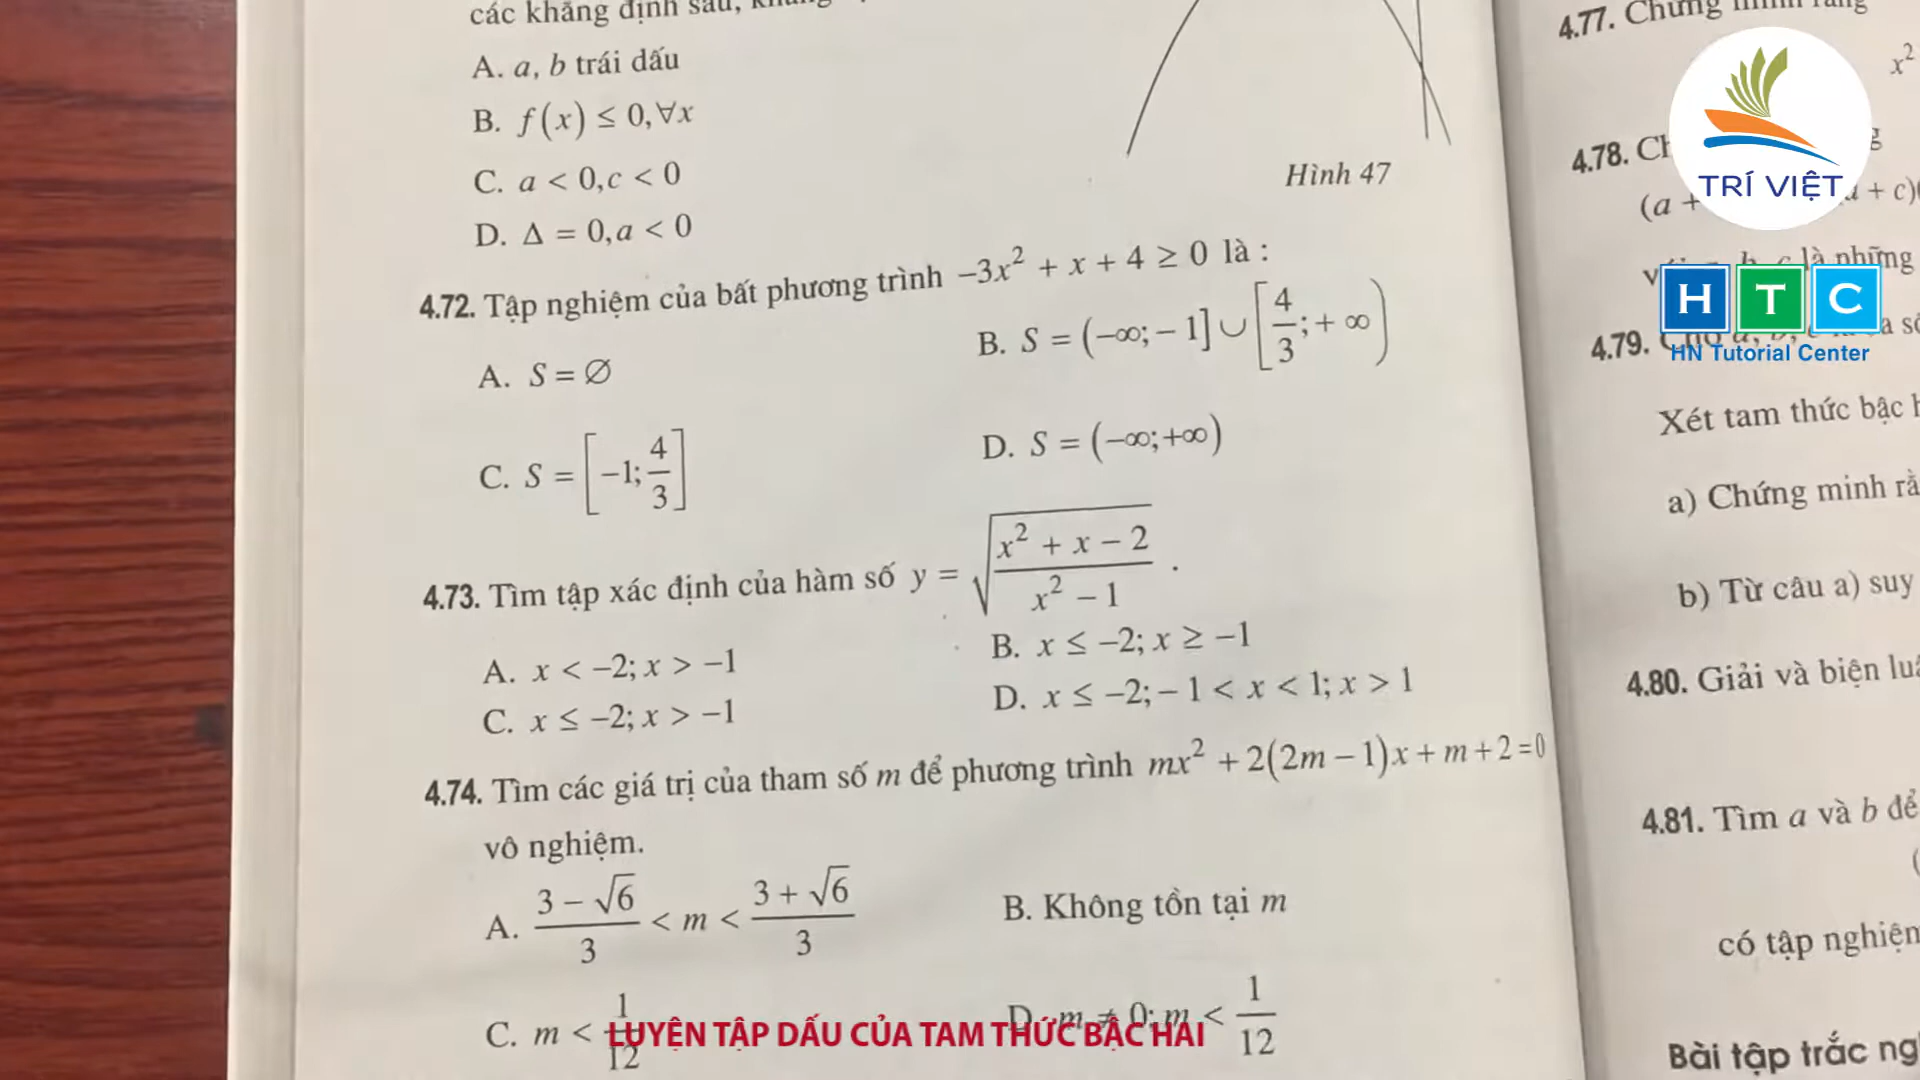 các khẳng định sau,
A. a, b trái dấu
B. f(x) ≤ 0, ∀x
C. a < 0, c < 0
D. Δ = 0, a < 0
Hình 47
4.72. Tập nghiệm của bất phương trình −3x² + x + 4 ≥ 0 là :
A. S = ∅
B. S = (−∞; −1] ∪ [4/3; +∞)
C. S = [−1; 4/3]
D. S = (−∞; +∞)
4.73. Tìm tập xác định của hàm số y = √((x² + x − 2)/(x² − 1)) .
A. x < −2; x > −1
B. x ≤ −2; x ≥ −1
C. x ≤ −2; x > −1
D. x ≤ −2; −1 < x < 1; x > 1
4.74. Tìm các giá trị của tham số m để phương trình mx² + 2(2m − 1)x + m + 2 = 0
vô nghiệm.
A. (3 − √6)/3 < m < (3 + √6)/3
B. Không tồn tại m
C. m < 1/12
D. m ≠ 0; m < 1/12
LUYỆN TẬP DẤU CỦA TAM THỨC BẬC HAI
4.77. Chứng minh rằng
x²
4.78.
(a +
+ c)
là những
4.79. Cho a, b, c
Xét tam thức bậc
a) Chứng minh
b) Từ câu a) suy
4.80. Giải và biện
4.81. Tìm a và b để
(
có tập
Bài tập trắc
TRÍ VIỆT
HTC
HN Tutorial Center